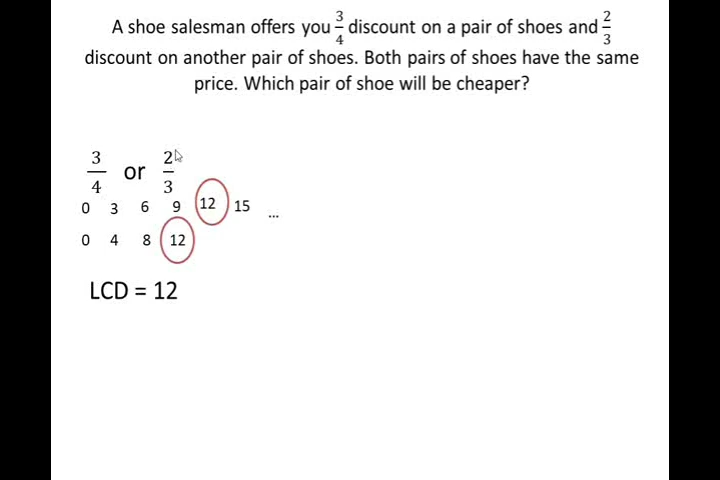 A shoe salesman offers you 3/4 discount on a pair of shoes and 2/3
discount on another pair of shoes. Both pairs of shoes have the same
price. Which pair of shoe will be cheaper?
3/4 or 2/3
0 3 6 9 12 15 ...
0 4 8 12
LCD = 12